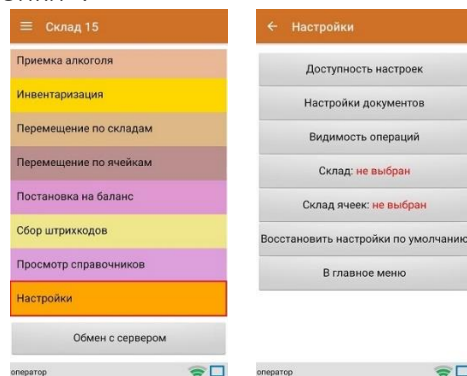 Склад 15
Приемка алкоголя
Инвентаризация
Перемещение по складам
Перемещение по ячейкам
Постановка на баланс
Сбор штрихкодов
Просмотр справочников
Настройки
Обмен с сервером
оператор
Настройки
Доступность настроек
Настройки документов
Видимость операций
Склад: не выбран
Склад ячеек: не выбран
Восстановить настройки по умолчанию
В главное меню
оператор